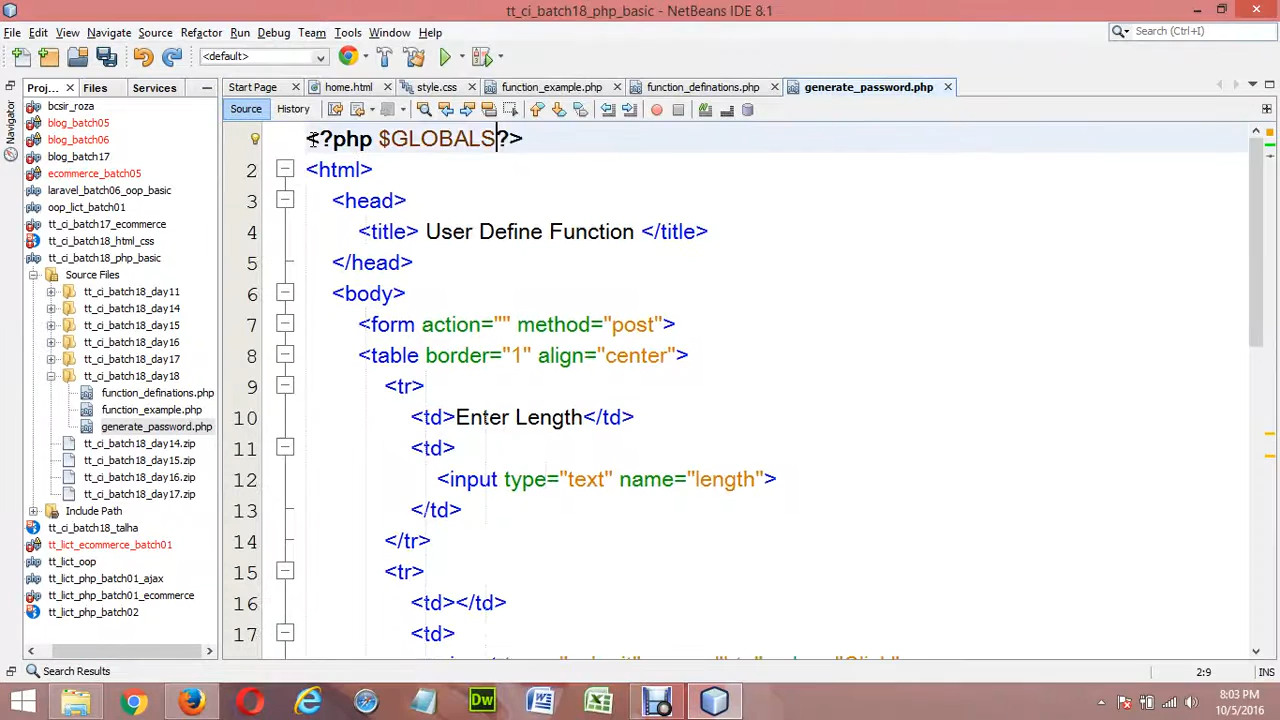 tt_ci_batch18_php_basic - NetBeans IDE 8.1
File Edit View Navigate Source Refactor Run Debug Team Tools Window Help
Search (Ctrl+I)
<default>
Proj... Files Services
Start Page home.html style.css function_example.php function_definations.php generate_password.php
Source History
Navigator
bcsir_roza
blog_batch05
blog_batch06
blog_batch17
ecommerce_batch05
laravel_batch06_oop_basic
oop_lict_batch01
tt_ci_batch17_ecommerce
tt_ci_batch18_html_css
tt_ci_batch18_php_basic
Source Files
tt_ci_batch18_day11
tt_ci_batch18_day14
tt_ci_batch18_day15
tt_ci_batch18_day16
tt_ci_batch18_day17
tt_ci_batch18_day18
function_definations.php
function_example.php
generate_password.php
tt_ci_batch18_day14.zip
tt_ci_batch18_day15.zip
tt_ci_batch18_day16.zip
tt_ci_batch18_day17.zip
Include Path
tt_ci_batch18_talha
tt_lict_ecommerce_batch01
tt_lict_oop
tt_lict_php_batch01_ajax
tt_lict_php_batch01_ecommerce
tt_lict_php_batch02
<?php $GLOBALS?>
2 <html>
3 <head>
4 <title> User Define Function </title>
5 </head>
6 <body>
7 <form action="" method="post">
8 <table border="1" align="center">
9 <tr>
10 <td>Enter Length</td>
11 <td>
12 <input type="text" name="length">
13 </td>
14 </tr>
15 <tr>
16 <td></td>
17 <td>
Search Results
2:9 INS
Dw
8:03 PM
10/5/2016